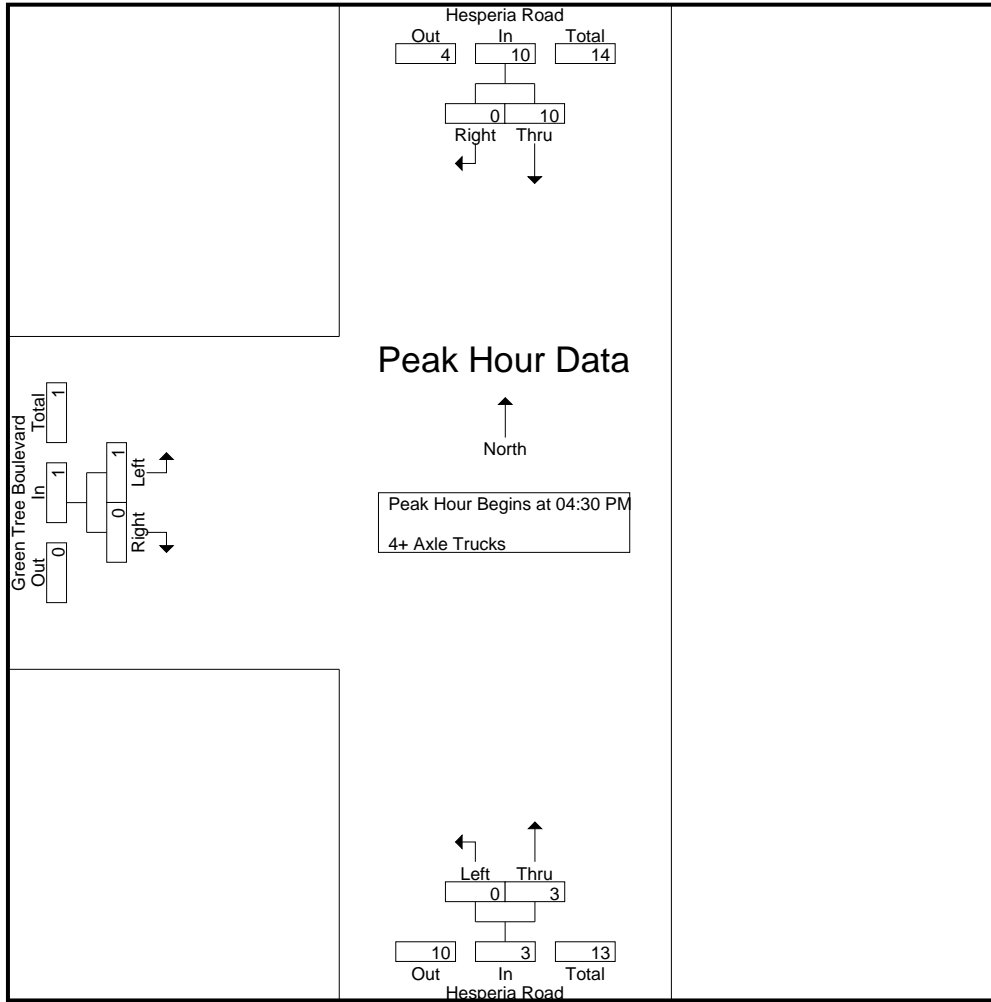 Hesperia Road
Out In Total
4 10 14
0 10
Right Thru
Peak Hour Data
North
Peak Hour Begins at 04:30 PM
4+ Axle Trucks
Green Tree Boulevard
Out In Total
0 1 1
0 1
Right Left
Left Thru
0 3
10 3 13
Out In Total
Hesperia Road